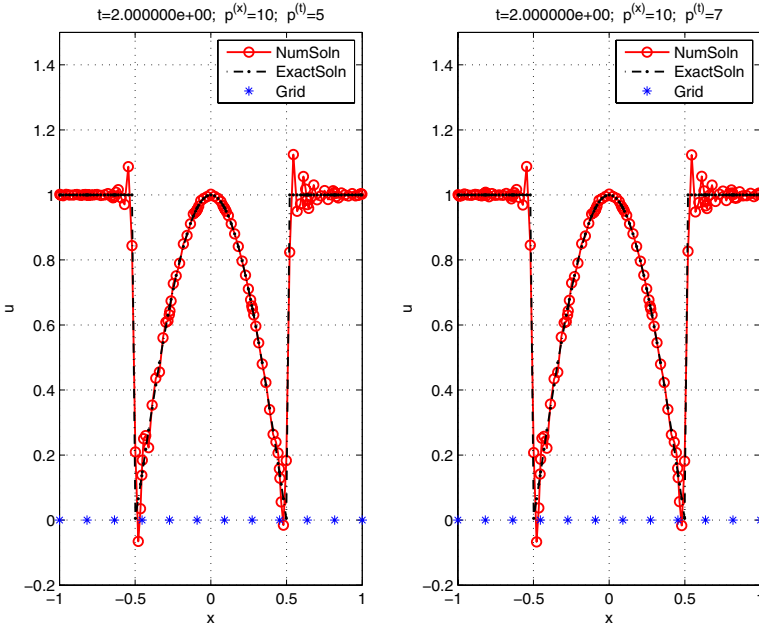 t=2.000000e+00; p^(x)=10; p^(t)=5
NumSoln
ExactSoln
Grid
1.4
1.2
1
0.8
0.6
0.4
0.2
0
−0.2
u
−1
−0.5
0
0.5
1
x
t=2.000000e+00; p^(x)=10; p^(t)=7
NumSoln
ExactSoln
Grid
1.4
1.2
1
0.8
0.6
0.4
0.2
0
−0.2
u
−1
−0.5
0
0.5
1
x